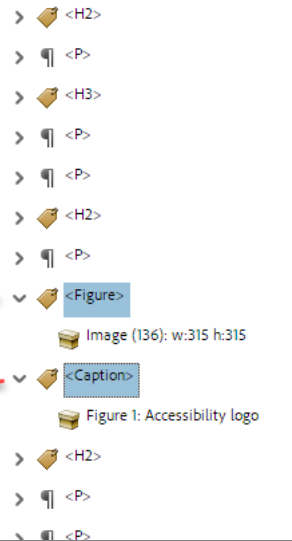 <H2>
<P>
<H3>
<P>
<P>
<H2>
<P>
<Figure>
Image (136): w:315 h:315
<Caption>
Figure 1: Accessibility logo
<H2>
<P>
<P>